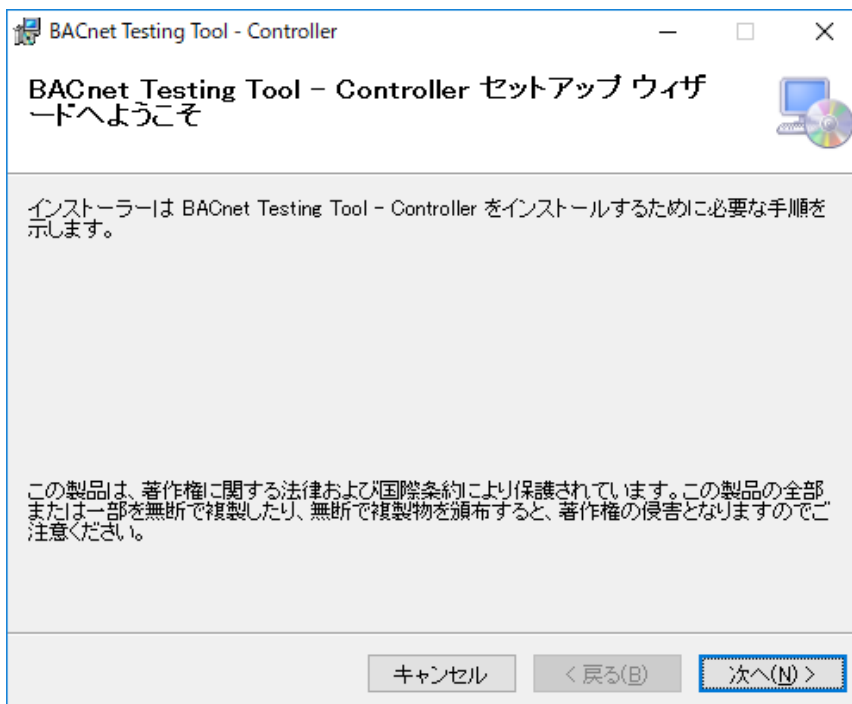 BACnet Testing Tool - Controller
BACnet Testing Tool - Controller セットアップ ウィザ
ードへようこそ
インストーラーは BACnet Testing Tool - Controller をインストールするために必要な手順を
示します。
この製品は、著作権に関する法律および国際条約により保護されています。この製品の全部
または一部を無断で複製したり、無断で複製物を頒布すると、著作権の侵害となりますのでご
注意ください。
キャンセル
< 戻る(B)
次へ(N) >